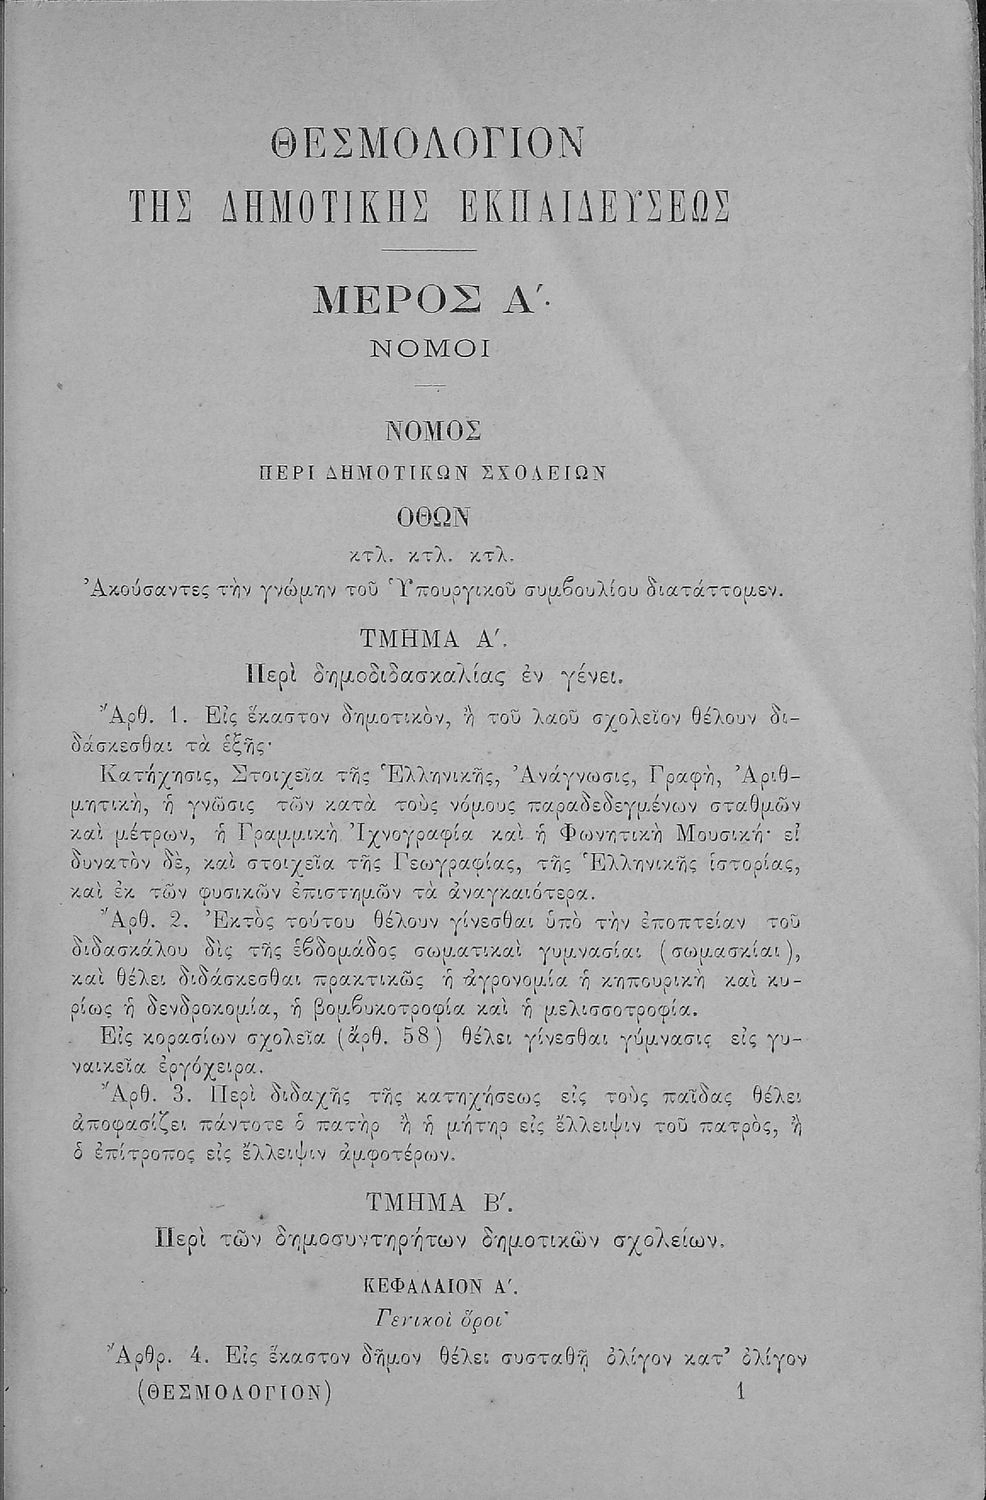 ΘΕΣΜΟΛΟΓΙΟΝ
ΤΗΣ ΔΗΜΟΤΙΚΗΣ ΕΚΠΑΙΔΕΥΣΕΩΣ
ΜΕΡΟΣ Α΄.
ΝΟΜΟΙ
ΝΟΜΟΣ
ΠΕΡΙ ΔΗΜΟΤΙΚΩΝ ΣΧΟΛΕΙΩΝ
ΟΘΩΝ
κτλ. κτλ. κτλ.
Ἀκούσαντες τὴν γνώμην τοῦ Ὑπουργικοῦ συμβουλίου διατάττομεν.
ΤΜΗΜΑ Α΄.
Περὶ δημοδιδασκαλίας ἐν γένει.
Ἄρθ. 1. Εἰς ἕκαστον δημοτικὸν, ἢ τοῦ λαοῦ σχολεῖον θέλουν δι-
δάσκεσθαι τὰ ἑξῆς·
Κατήχησις, Στοιχεῖα τῆς Ἑλληνικῆς, Ἀνάγνωσις, Γραφὴ, Ἀριθ-
μητικὴ, ἡ γνῶσις τῶν κατὰ τοὺς νόμους παραδεδεγμένων σταθμῶν
καὶ μέτρων, ἡ Γραμμικὴ Ἰχνογραφία καὶ ἡ Φωνητικὴ Μουσική· εἰ
δυνατὸν δὲ, καὶ στοιχεῖα τῆς Γεωγραφίας, τῆς Ἑλληνικῆς ἱστορίας,
καὶ ἐκ τῶν φυσικῶν ἐπιστημῶν τὰ ἀναγκαιότερα.
Ἄρθ. 2. Ἐκτὸς τούτου θέλουν γίνεσθαι ὑπὸ τὴν ἐποπτείαν τοῦ
διδασκάλου δὶς τῆς ἑβδομάδος σωματικαὶ γυμνασίαι (σωμασκίαι),
καὶ θέλει διδάσκεσθαι πρακτικῶς ἡ ἀγρονομία ἡ κηπουρικὴ καὶ κυ-
ρίως ἡ δενδροκομία, ἡ βομβυκοτροφία καὶ ἡ μελισσοτροφία.
Εἰς κορασίων σχολεῖα (ἄρθ. 58) θέλει γίνεσθαι γύμνασις εἰς γυ-
ναικεῖα ἐργόχειρα.
Ἄρθ. 3. Περὶ διδαχῆς τῆς κατηχήσεως εἰς τοὺς παῖδας θέλει
ἀποφασίζει πάντοτε ὁ πατὴρ ἢ ἡ μήτηρ εἰς ἔλλειψιν τοῦ πατρὸς, ἢ
ὁ ἐπίτροπος εἰς ἔλλειψιν ἀμφοτέρων.
ΤΜΗΜΑ Β΄.
Περὶ τῶν δημοσυντηρήτων δημοτικῶν σχολείων.
ΚΕΦΑΛΑΙΟΝ Α΄.
Γενικοὶ ὅροι
Ἄρθρ. 4. Εἰς ἕκαστον δῆμον θέλει συσταθῆ ὀλίγον κατ' ὀλίγον
(ΘΕΣΜΟΛΟΓΙΟΝ) 1